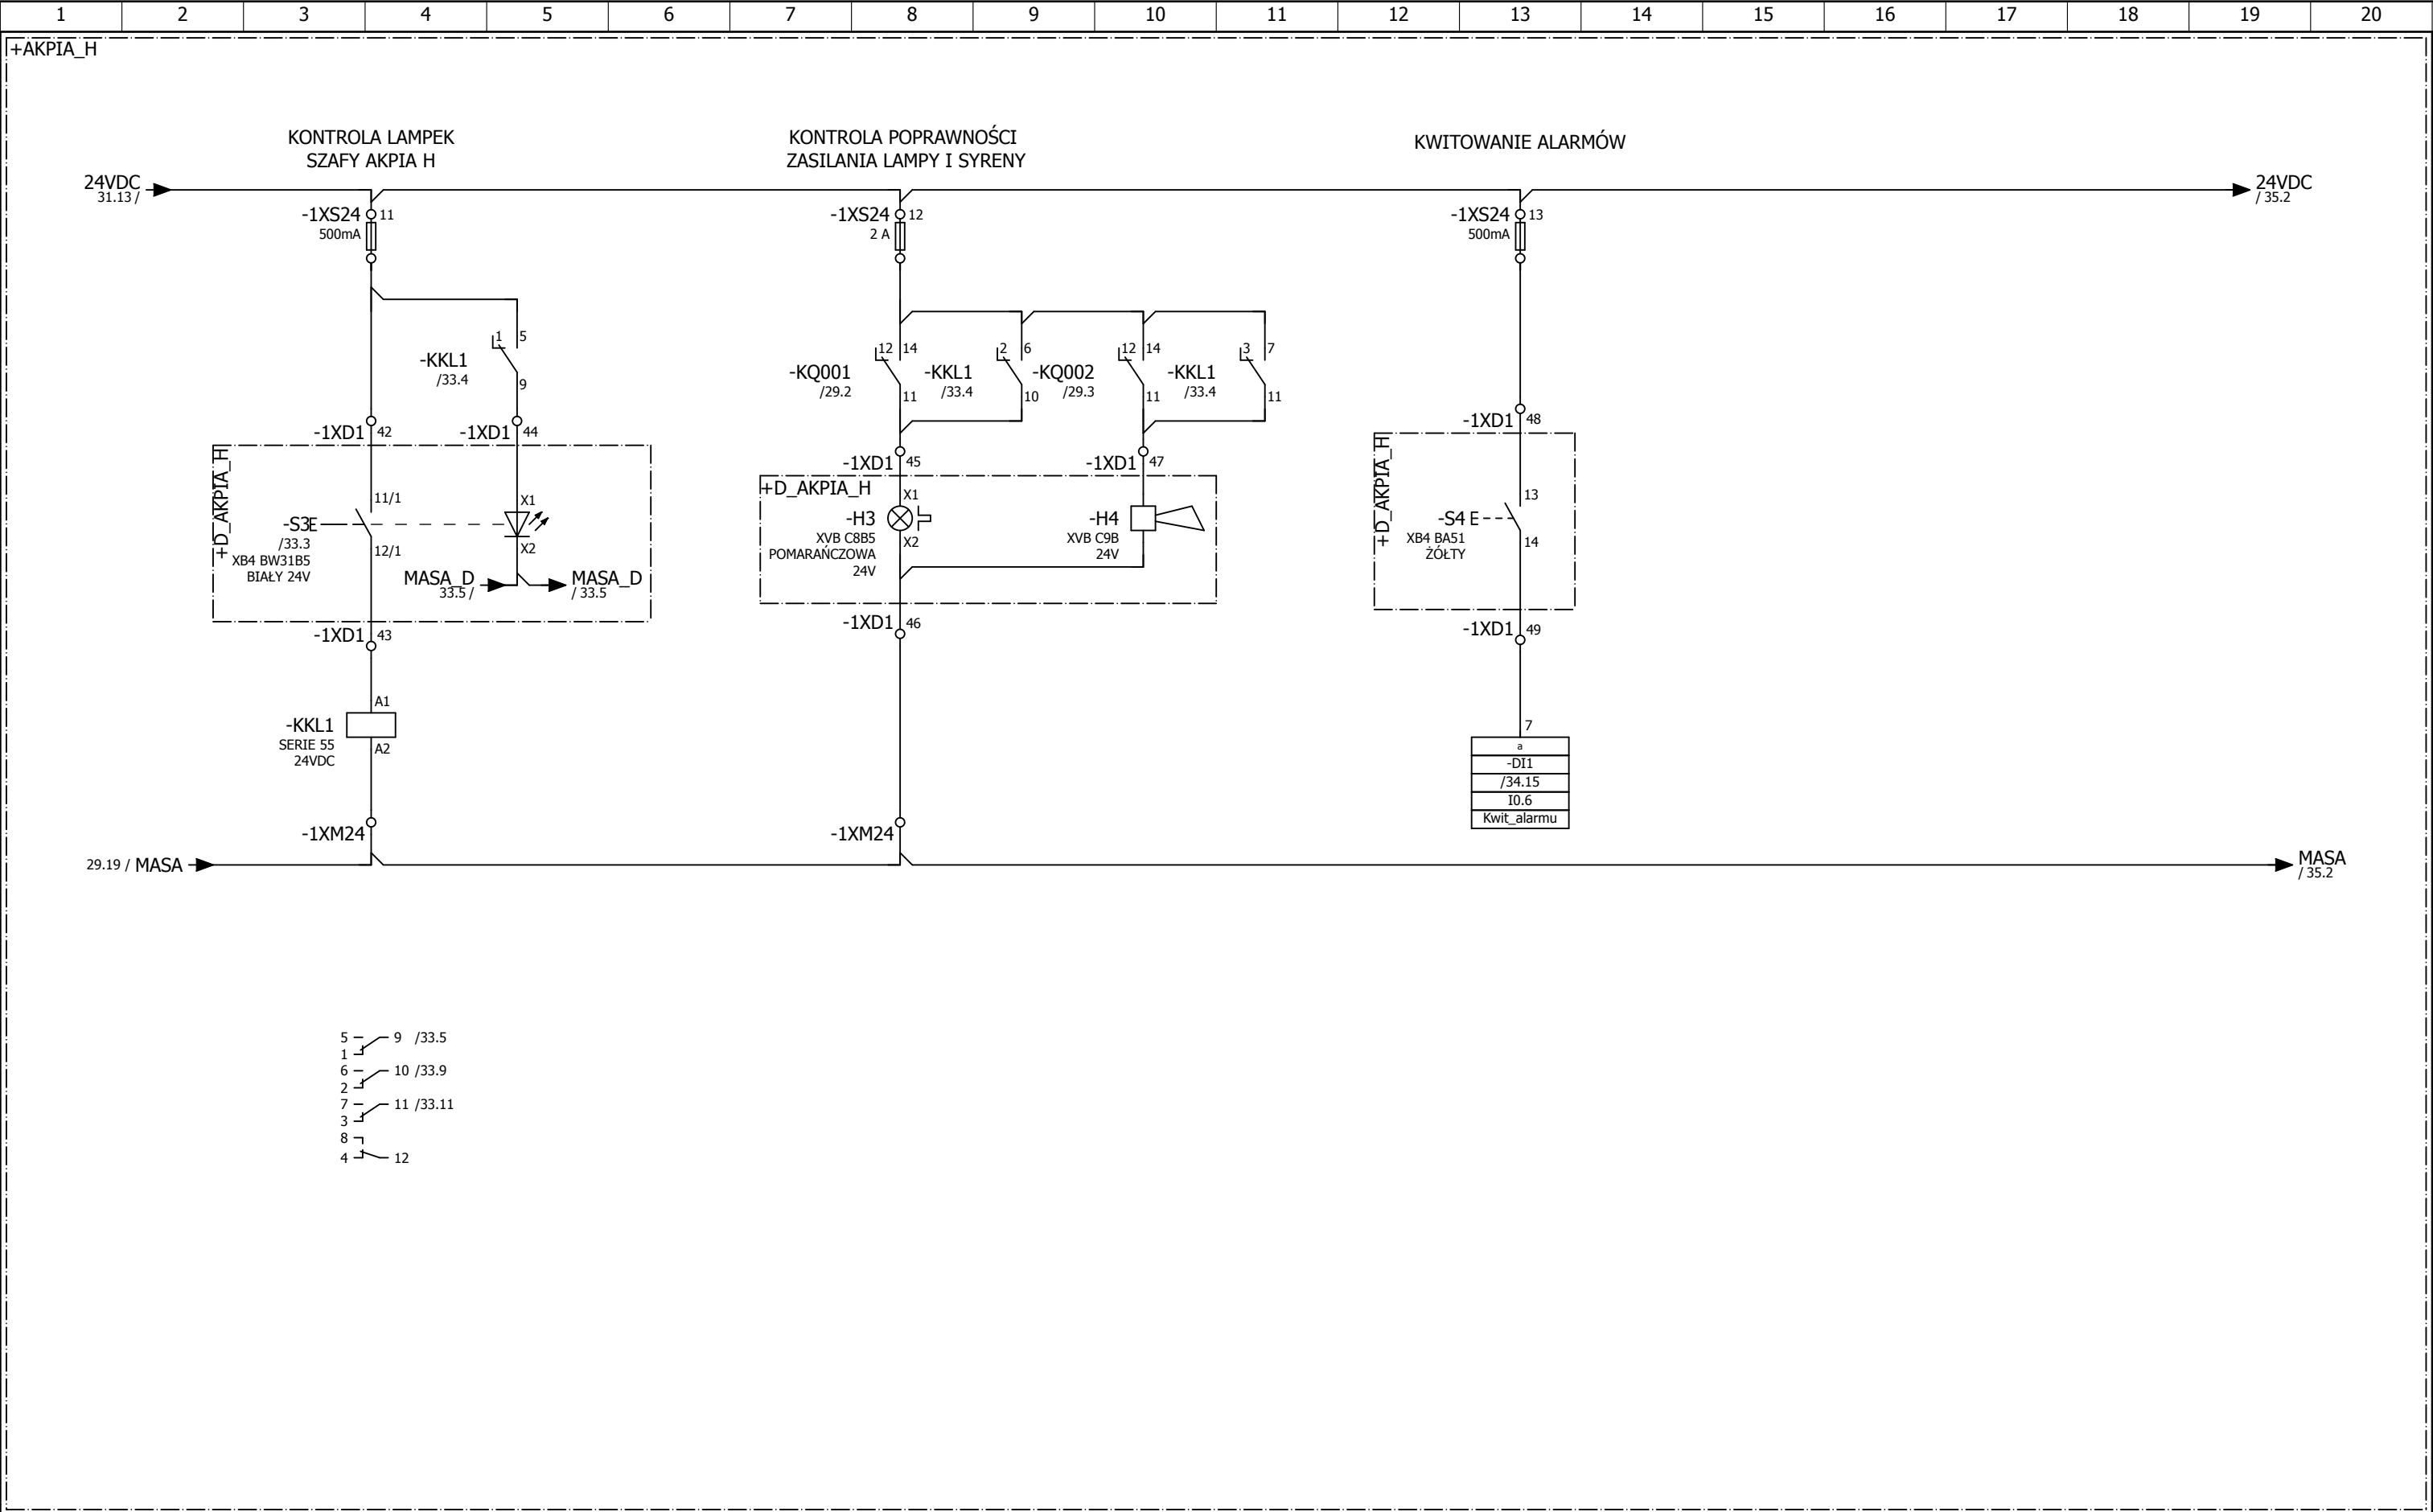 1 2 3 4 5 6 7 8 9 10 11 12 13 14 15 16 17 18 19 20
+AKPIA_H
KONTROLA LAMPEK
SZAFY AKPIA H
KONTROLA POPRAWNOŚCI
ZASILANIA LAMPY I SYRENY
KWITOWANIE ALARMÓW
24VDC
31.13 /
24VDC
/ 35.2
-1XS24 11
500mA
-1XS24 12
2 A
-1XS24 13
500mA
1 5
-KKL1
/33.4
9
12 14
-KQ001
/29.2
11
2 6
-KKL1
/33.4
10
12 14
-KQ002
/29.3
11
3 7
-KKL1
/33.4
11
-1XD1 42
-1XD1 44
-1XD1 45
-1XD1 47
-1XD1 48
+D_AKPIA_H
11/1
-S3E
/33.3
12/1
XB4 BW31B5
BIAŁY 24V
X1
X2
MASA_D
33.5 /
MASA_D
/ 33.5
+D_AKPIA_H
X1
-H3
XVB C8B5
X2
POMARAŃCZOWA
24V
-H4
XVB C9B
24V
+D_AKPIA_H
13
-S4 E
XB4 BA51
14
ŻÓŁTY
-1XD1 43
-1XD1 46
-1XD1 49
A1
-KKL1
SERIE 55
A2
24VDC
7
a
-DI1
/34.15
I0.6
Kwit_alarmu
-1XM24
-1XM24
29.19 / MASA
MASA
/ 35.2
5 9 /33.5
1
6 10 /33.9
2
7 11 /33.11
3
8
4 12